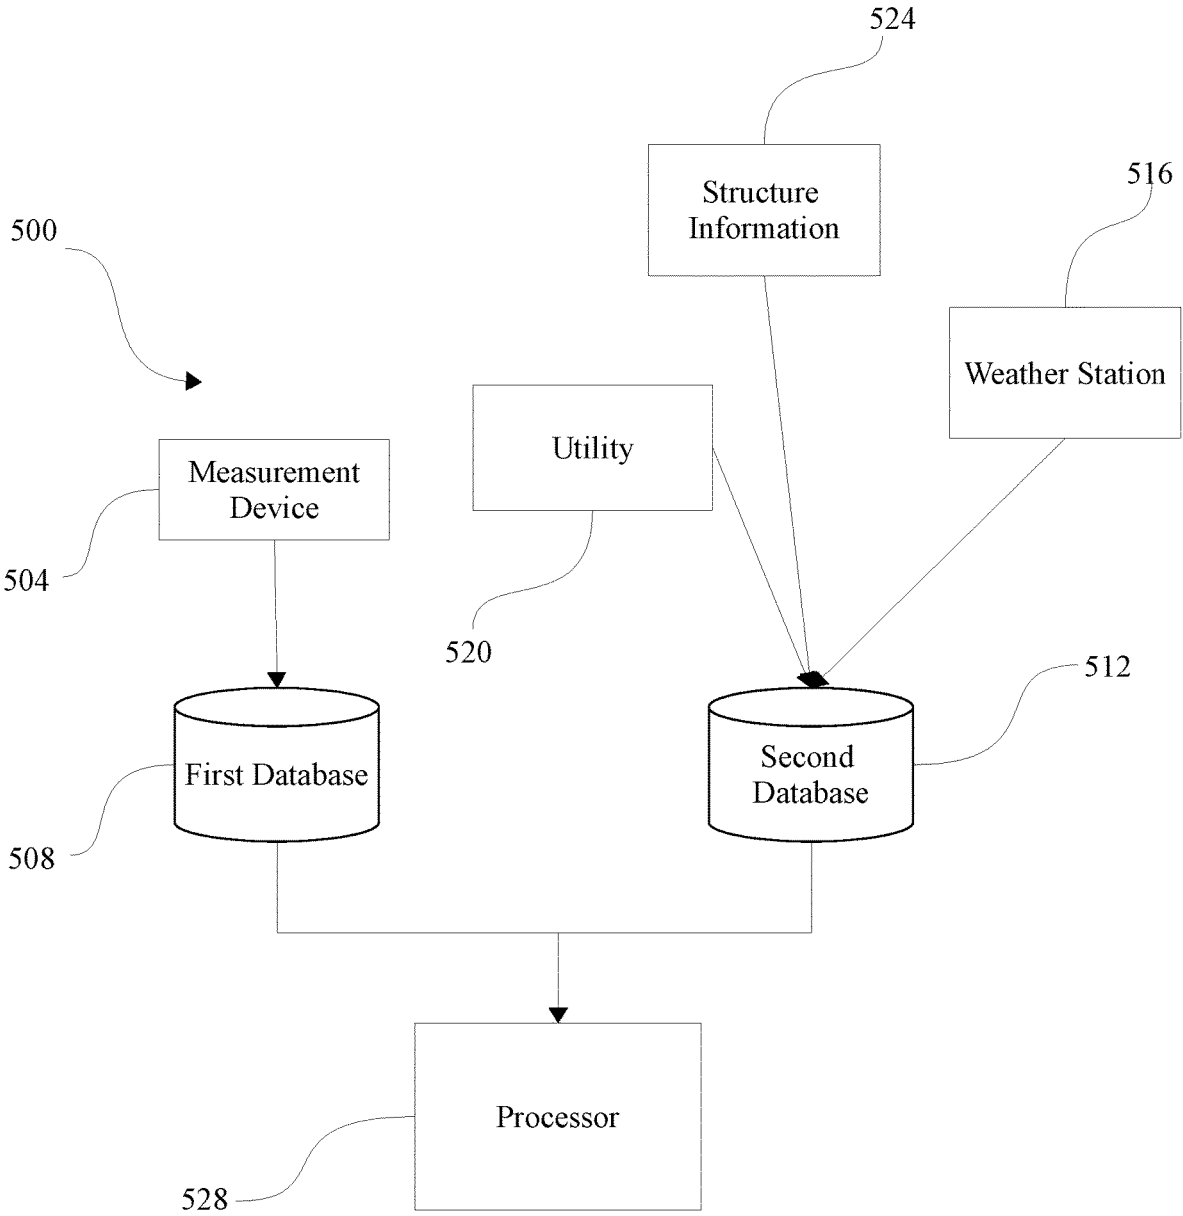 524
Structure
Information
516
500
Weather Station
Utility
Measurement
Device
504
520
512
First Database
Second
Database
508
Processor
528